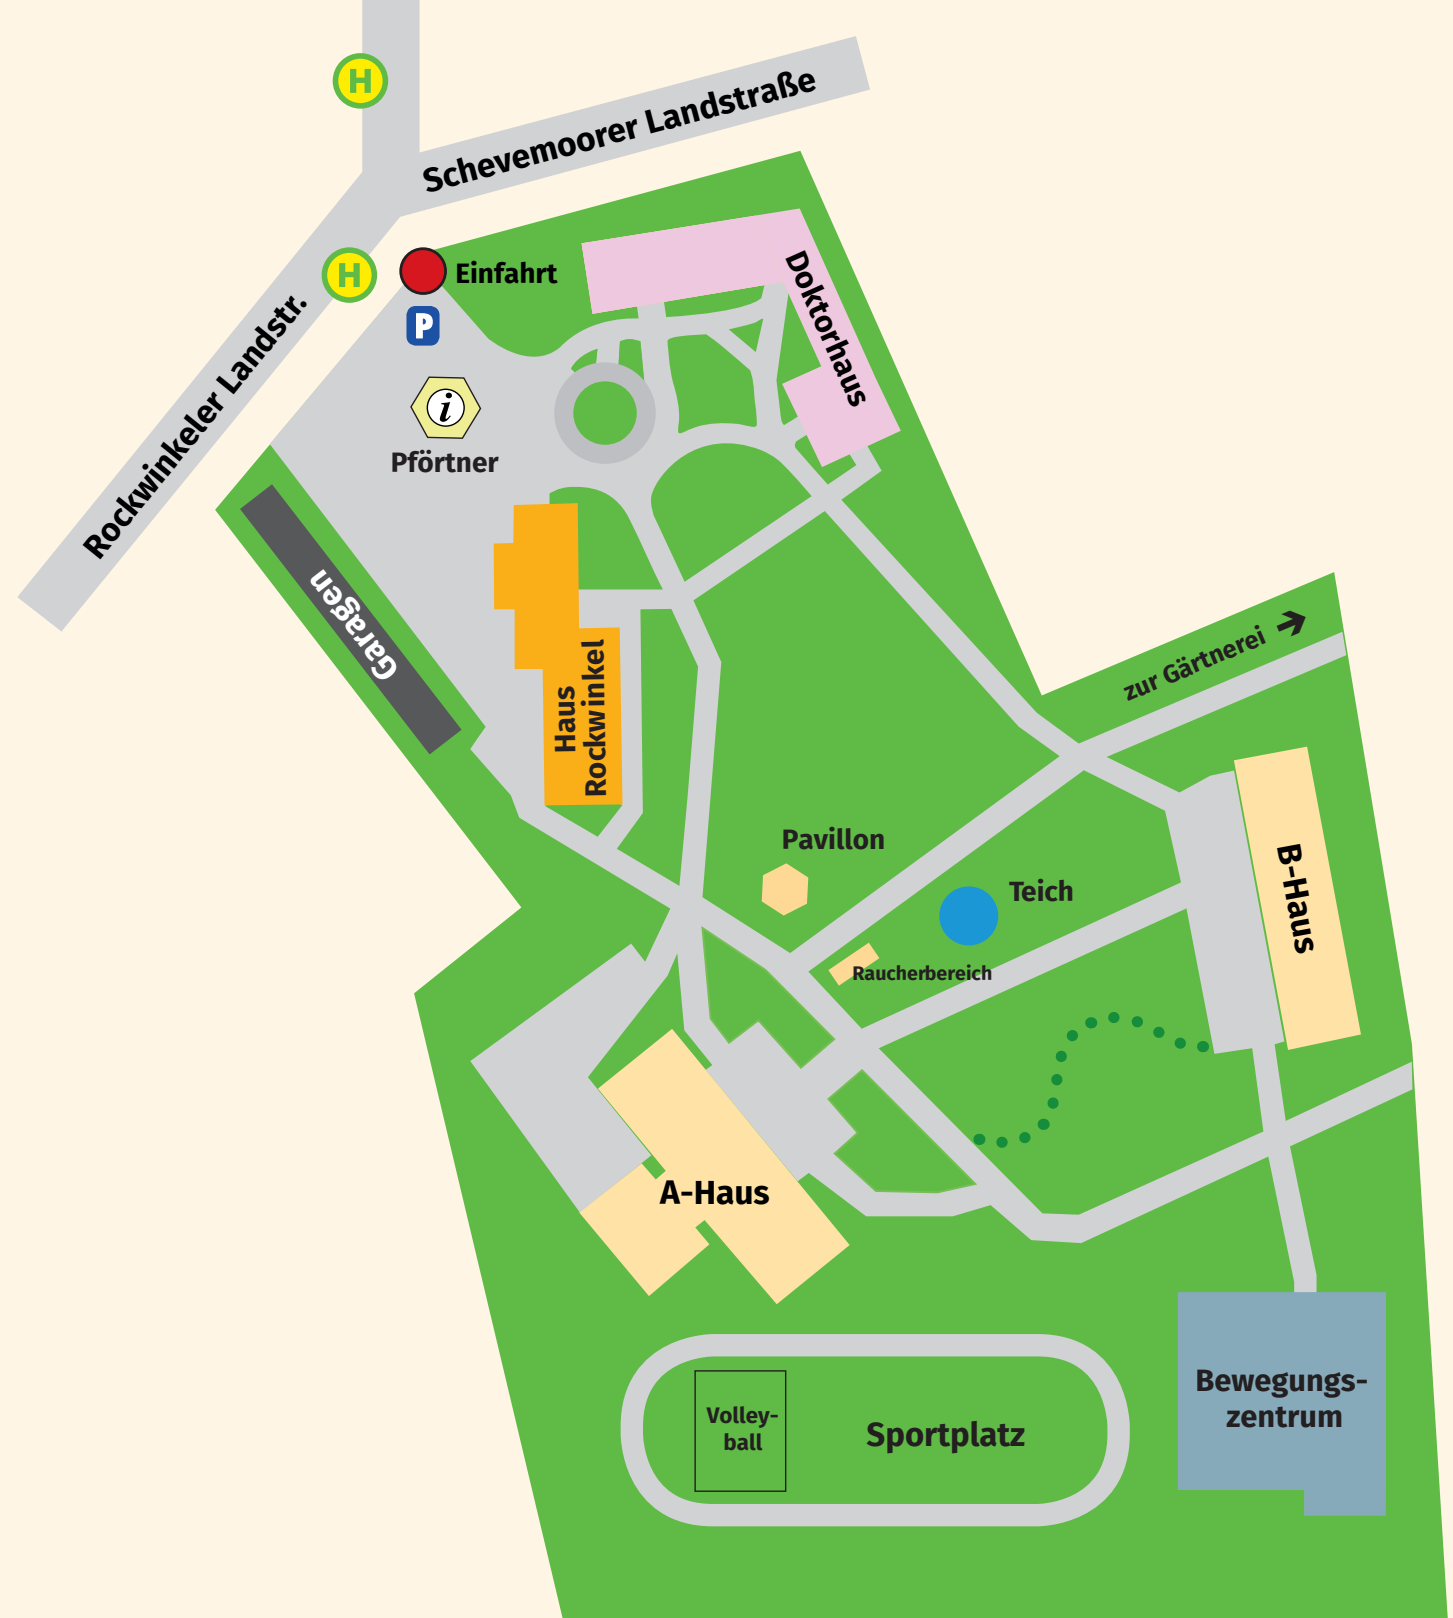 H
Schevemoorer Landstraße
H
Einfahrt
P
Rockwinkeler Landstr.
i
Pförtner
Doktorhaus
Garagen
Haus
Rockwinkel
zur Gärtnerei
Pavillon
Teich
B-Haus
Raucherbereich
A-Haus
Volley-
ball
Sportplatz
Bewegungs-
zentrum